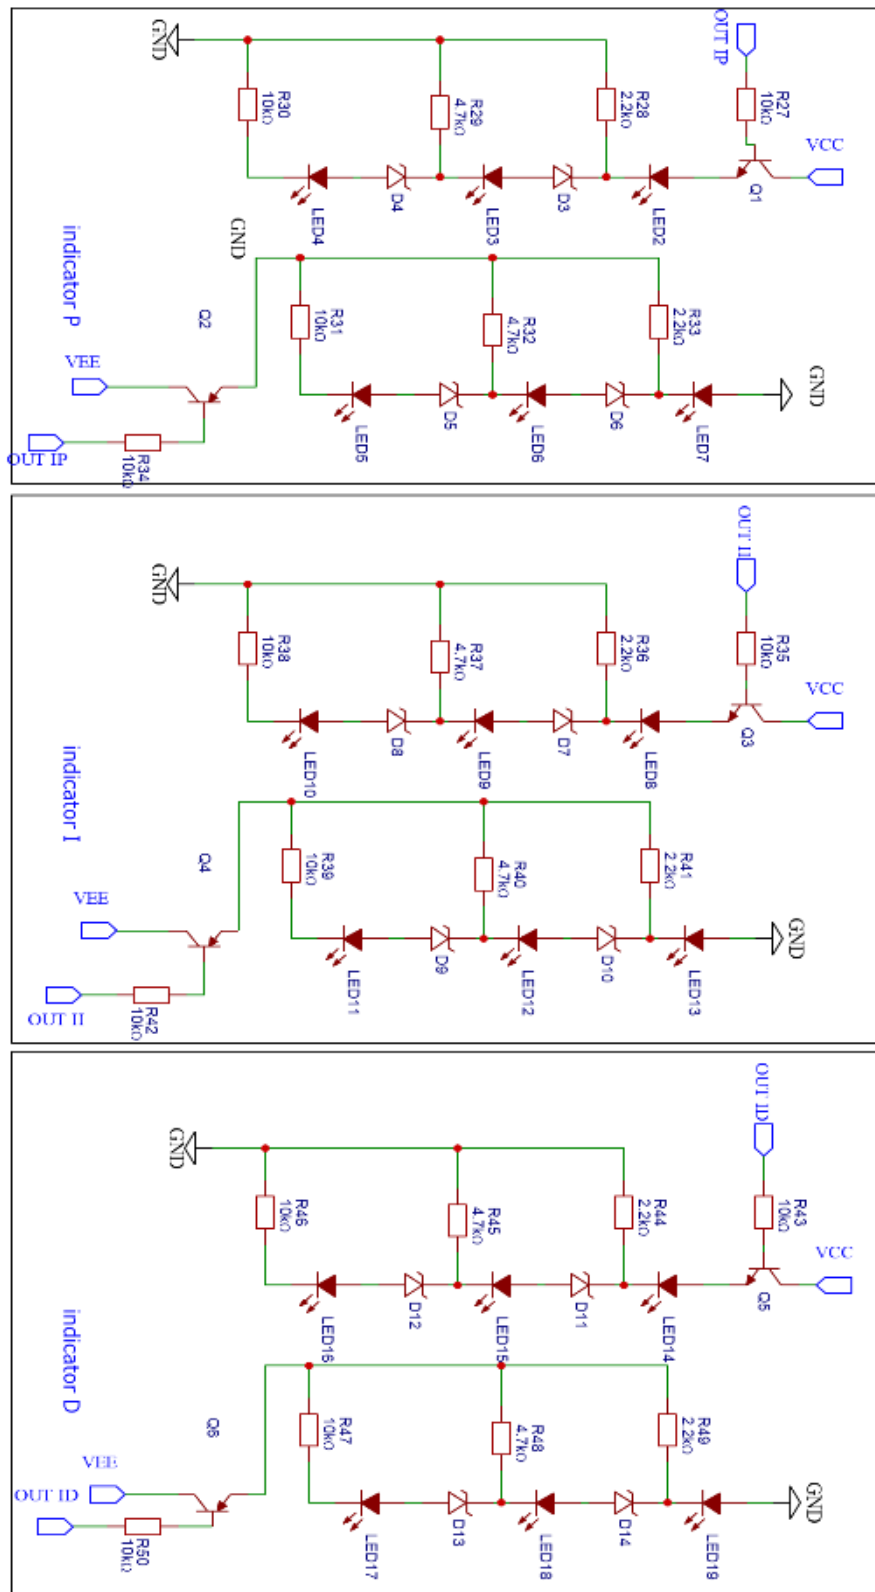 OUT IP
GND
R30
10kΩ
R29
4.7kΩ
R28
2.2kΩ
R27
10kΩ
VCC
Q1
LED4
D4
LED3
D3
LED2
GND
indicator P
Q2
R31
10kΩ
R32
4.7kΩ
R33
2.2kΩ
VEE
GND
LED5
D5
LED6
D6
LED7
OUT IP
R34
10kΩ
OUT II
GND
R38
10kΩ
R37
4.7kΩ
R36
2.2kΩ
R35
10kΩ
VCC
Q3
LED10
D8
LED9
D7
LED8
indicator I
Q4
R39
10kΩ
R40
4.7kΩ
R41
2.2kΩ
VEE
GND
LED11
D9
LED12
D10
LED13
OUT II
R42
10kΩ
OUT ID
GND
R46
10kΩ
R45
4.7kΩ
R44
2.2kΩ
R43
10kΩ
VCC
Q5
LED16
D12
LED15
D11
LED14
indicator D
Q6
R47
10kΩ
R48
4.7kΩ
R49
2.2kΩ
VEE
GND
OUT ID
LED17
D13
LED18
D14
LED19
R50
10kΩ